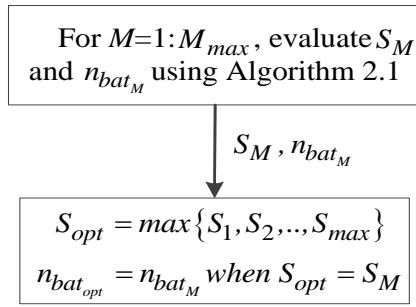 For M=1:M_max, evaluate S_M
and n_bat_M using Algorithm 2.1
S_M, n_bat_M
S_opt = max{S_1, S_2,.., S_max}
n_bat_opt = n_bat_M when S_opt = S_M